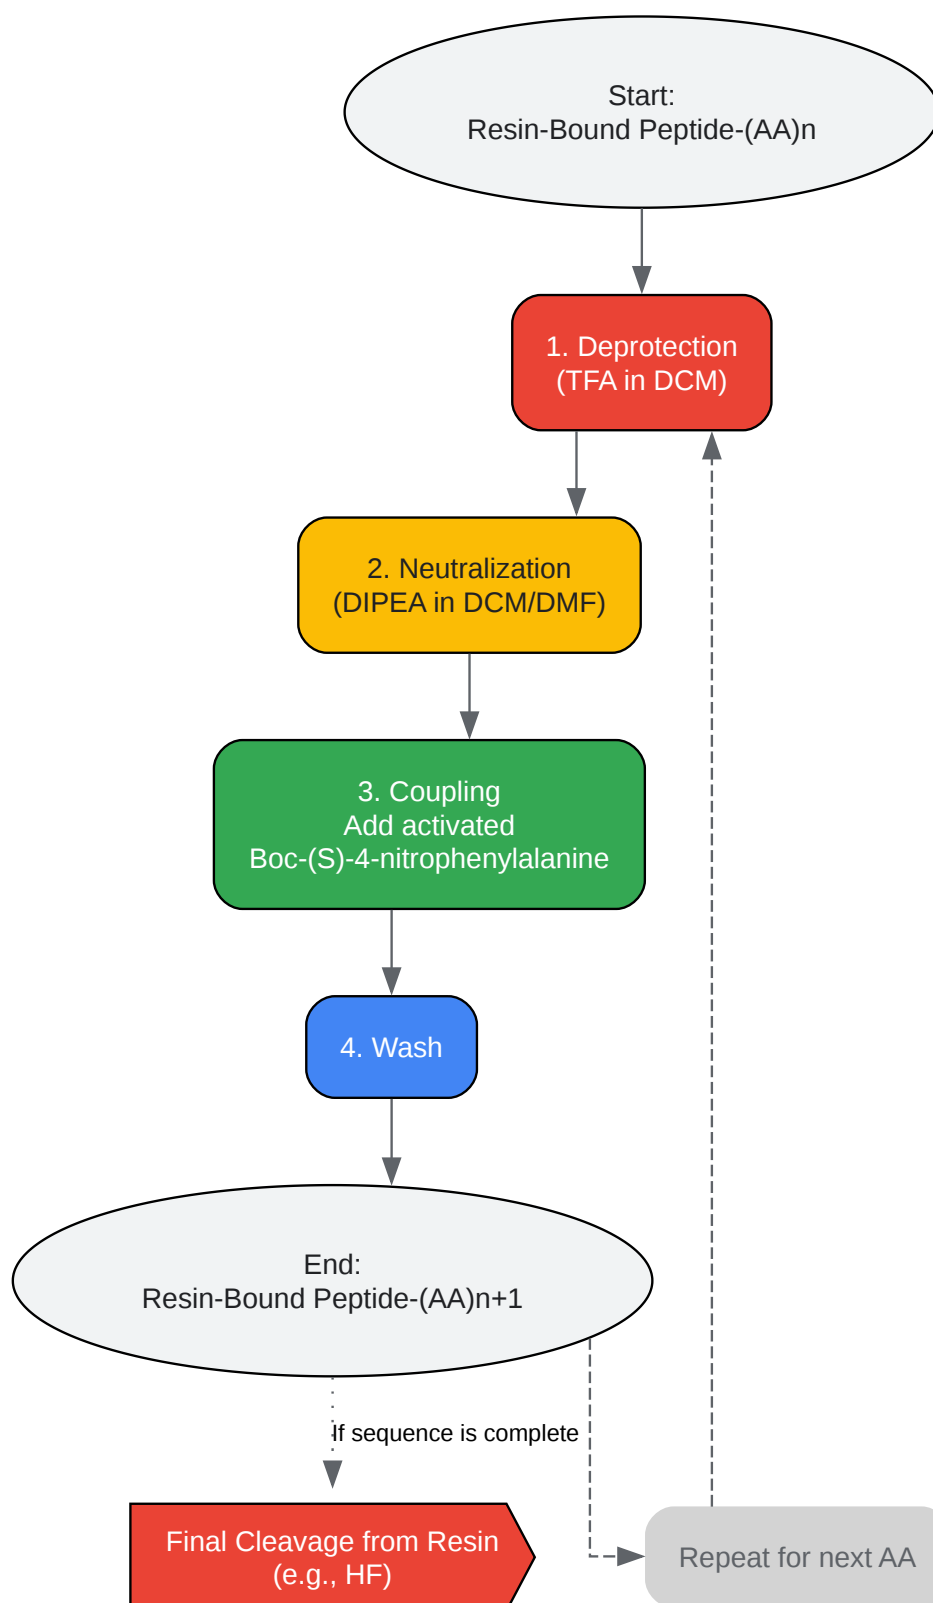 Start:
Resin-Bound Peptide-(AA)n
1. Deprotection
(TFA in DCM)
2. Neutralization
(DIPEA in DCM/DMF)
3. Coupling
Add activated
Boc-(S)-4-nitrophenylalanine
4. Wash
End:
Resin-Bound Peptide-(AA)n+1
If sequence is complete
Final Cleavage from Resin
(e.g., HF)
Repeat for next AA